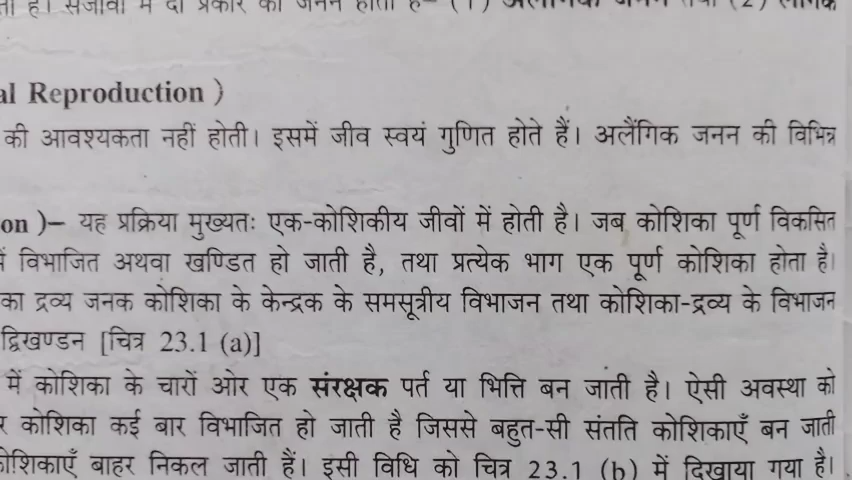 है। सजीवों में दो प्रकार का जनन होता है– (1) अलैंगिक जनन तथा (2) लैंगिक
al Reproduction )
की आवश्यकता नहीं होती। इसमें जीव स्वयं गुणित होते हैं। अलैंगिक जनन की विभिन्न
on )– यह प्रक्रिया मुख्यतः एक-कोशिकीय जीवों में होती है। जब कोशिका पूर्ण विकसित
में विभाजित अथवा खण्डित हो जाती है, तथा प्रत्येक भाग एक पूर्ण कोशिका होता है।
का द्रव्य जनक कोशिका के केन्द्रक के समसूत्रीय विभाजन तथा कोशिका-द्रव्य के विभाजन
द्विखण्डन [चित्र 23.1 (a)]
में कोशिका के चारों ओर एक संरक्षक पर्त या भित्ति बन जाती है। ऐसी अवस्था को
र कोशिका कई बार विभाजित हो जाती है जिससे बहुत-सी संतति कोशिकाएँ बन जाती
कोशिकाएँ बाहर निकल जाती हैं। इसी विधि को चित्र 23.1 (b) में दिखाया गया है।